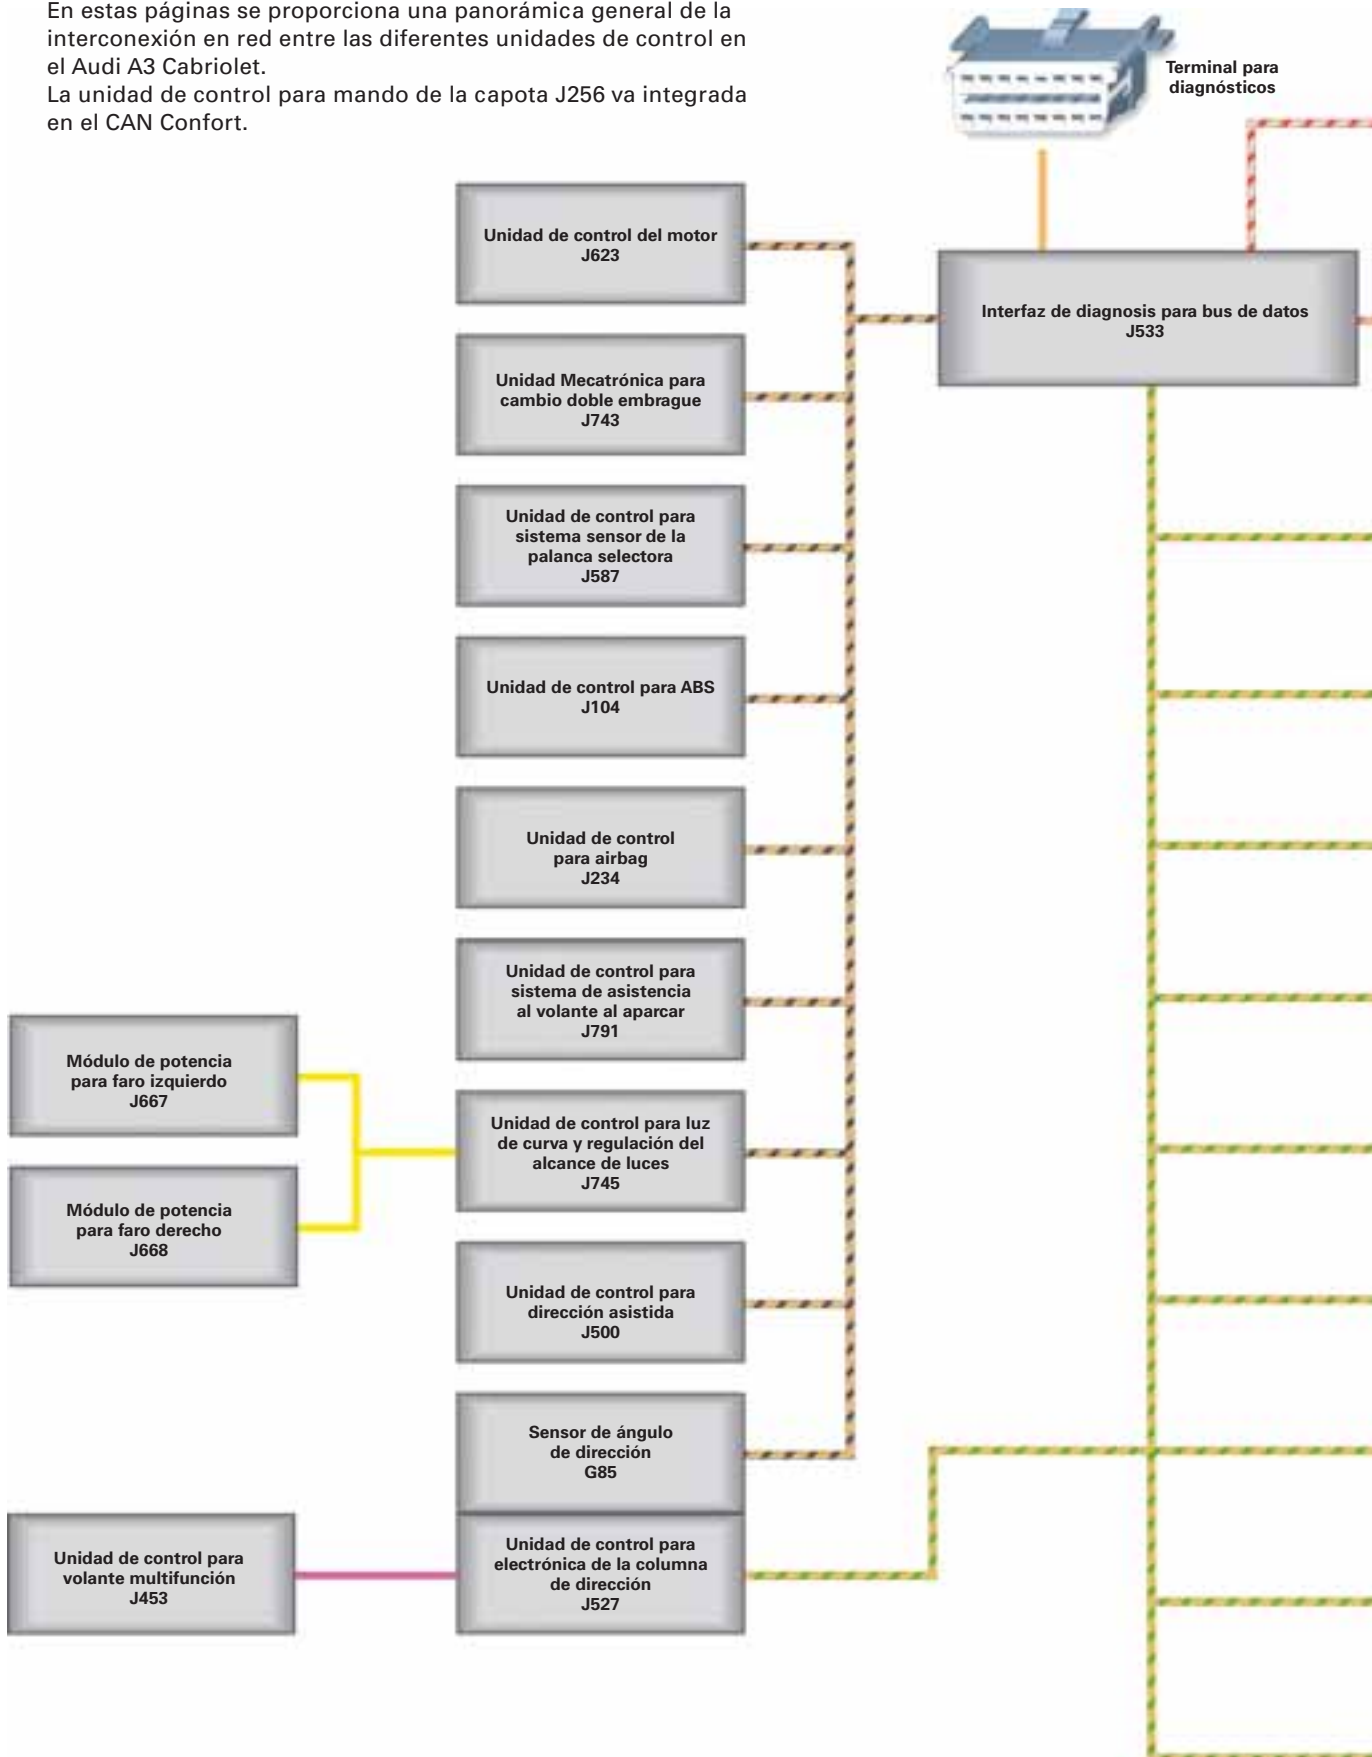 En estas páginas se proporciona una panorámica general de la
interconexión en red entre las diferentes unidades de control en
el Audi A3 Cabriolet.
La unidad de control para mando de la capota J256 va integrada
en el CAN Confort.
Terminal para
diagnósticos
Unidad de control del motor
J623
Interfaz de diagnosis para bus de datos
J533
Unidad Mecatrónica para
cambio doble embrague
J743
Unidad de control para
sistema sensor de la
palanca selectora
J587
Unidad de control para ABS
J104
Unidad de control
para airbag
J234
Unidad de control para
sistema de asistencia
al volante al aparcar
J791
Módulo de potencia
para faro izquierdo
J667
Unidad de control para luz
de curva y regulación del
alcance de luces
J745
Módulo de potencia
para faro derecho
J668
Unidad de control para
dirección asistida
J500
Sensor de ángulo
de dirección
G85
Unidad de control para
volante multifunción
J453
Unidad de control para
electrónica de la columna
de dirección
J527